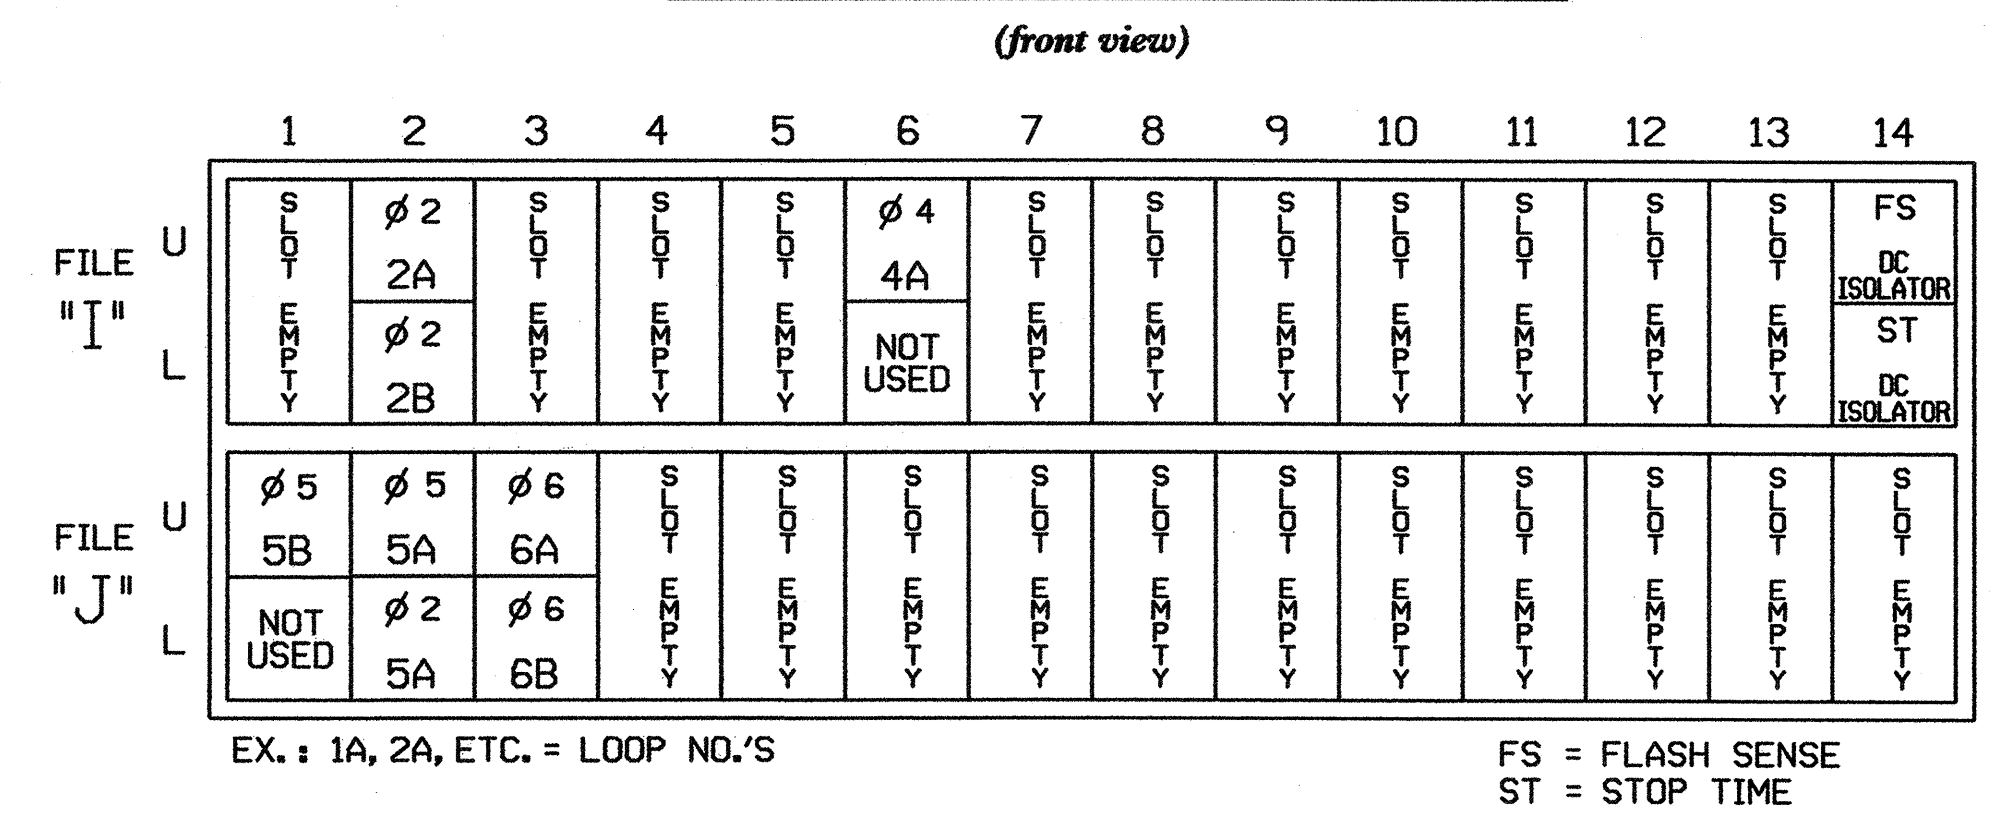 (front view)
1 2 3 4 5 6 7 8 9 10 11 12 13 14
FILE "I"
U
L
SLOT EMPTY
ø 2
2A
ø 2
2B
SLOT EMPTY
SLOT EMPTY
SLOT EMPTY
ø 4
4A
NOT
USED
SLOT EMPTY
SLOT EMPTY
SLOT EMPTY
SLOT EMPTY
SLOT EMPTY
SLOT EMPTY
SLOT EMPTY
FS
DC
ISOLATOR
ST
DC
ISOLATOR
FILE "J"
U
L
ø 5
5B
NOT
USED
ø 5
5A
ø 2
5A
ø 6
6A
ø 6
6B
SLOT EMPTY
SLOT EMPTY
SLOT EMPTY
SLOT EMPTY
SLOT EMPTY
SLOT EMPTY
SLOT EMPTY
SLOT EMPTY
SLOT EMPTY
SLOT EMPTY
SLOT EMPTY
EX. : 1A, 2A, ETC. = LOOP NO.'S
FS = FLASH SENSE
ST = STOP TIME